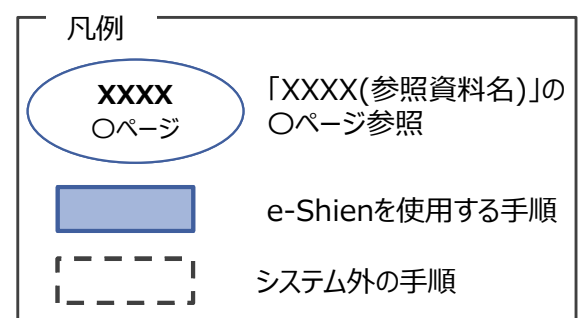 凡例
XXXX
〇ページ
「XXXX(参照資料名)」の
〇ページ参照
e-Shienを使用する手順
システム外の手順